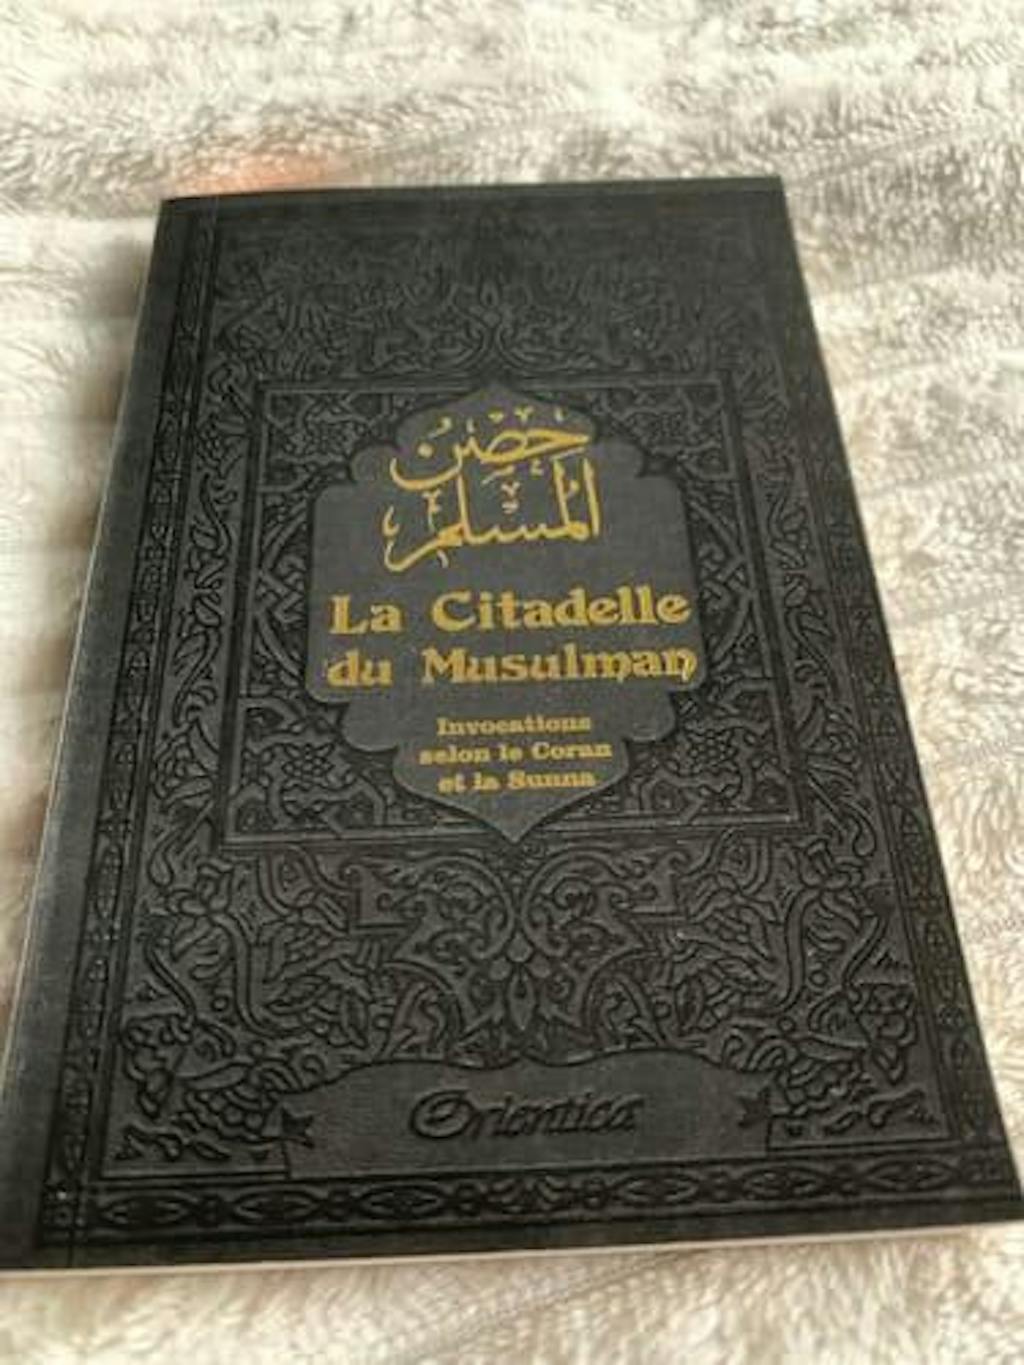 حصن
المسلم
La Citadelle
du Musulman
Invocations
selon le Coran
et la Sunna
Orientica